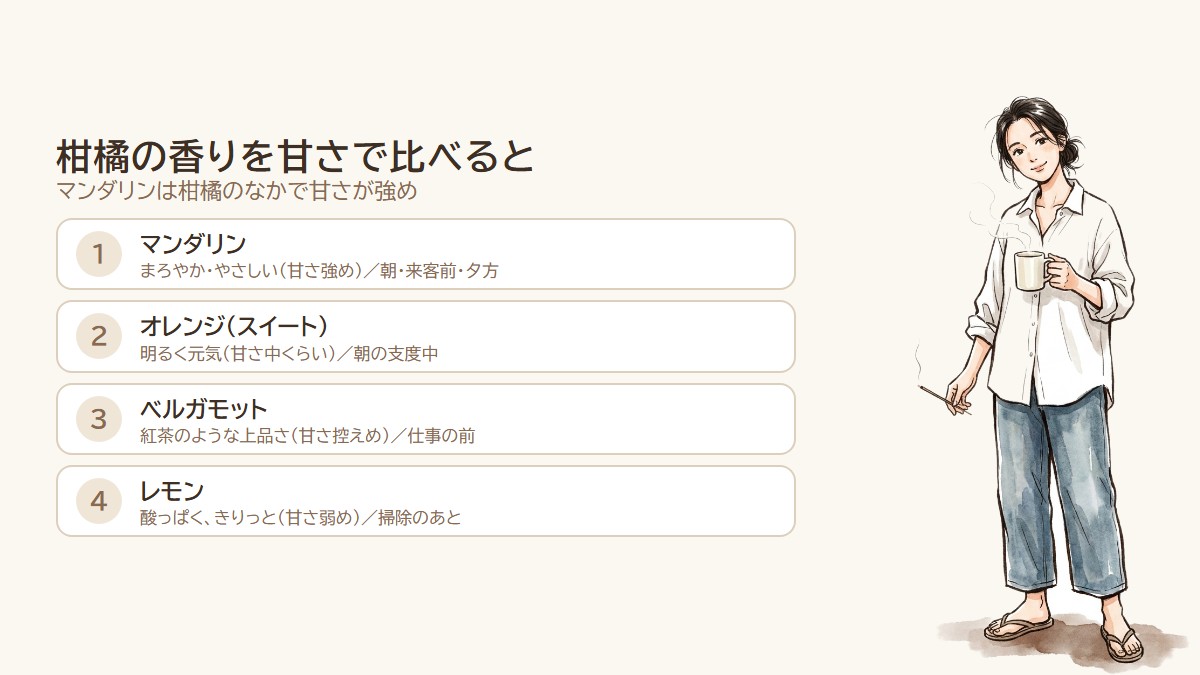 柑橘の香りを甘さで比べると
マンダリンは柑橘のなかで甘さが強め
1
マンダリン
まろやか・やさしい(甘さ強め)／朝・来客前・夕方
2
オレンジ(スイート)
明るく元気(甘さ中くらい)／朝の支度中
3
ベルガモット
紅茶のような上品さ(甘さ控えめ)／仕事の前
4
レモン
酸っぱく、きりっと(甘さ弱め)／掃除のあと